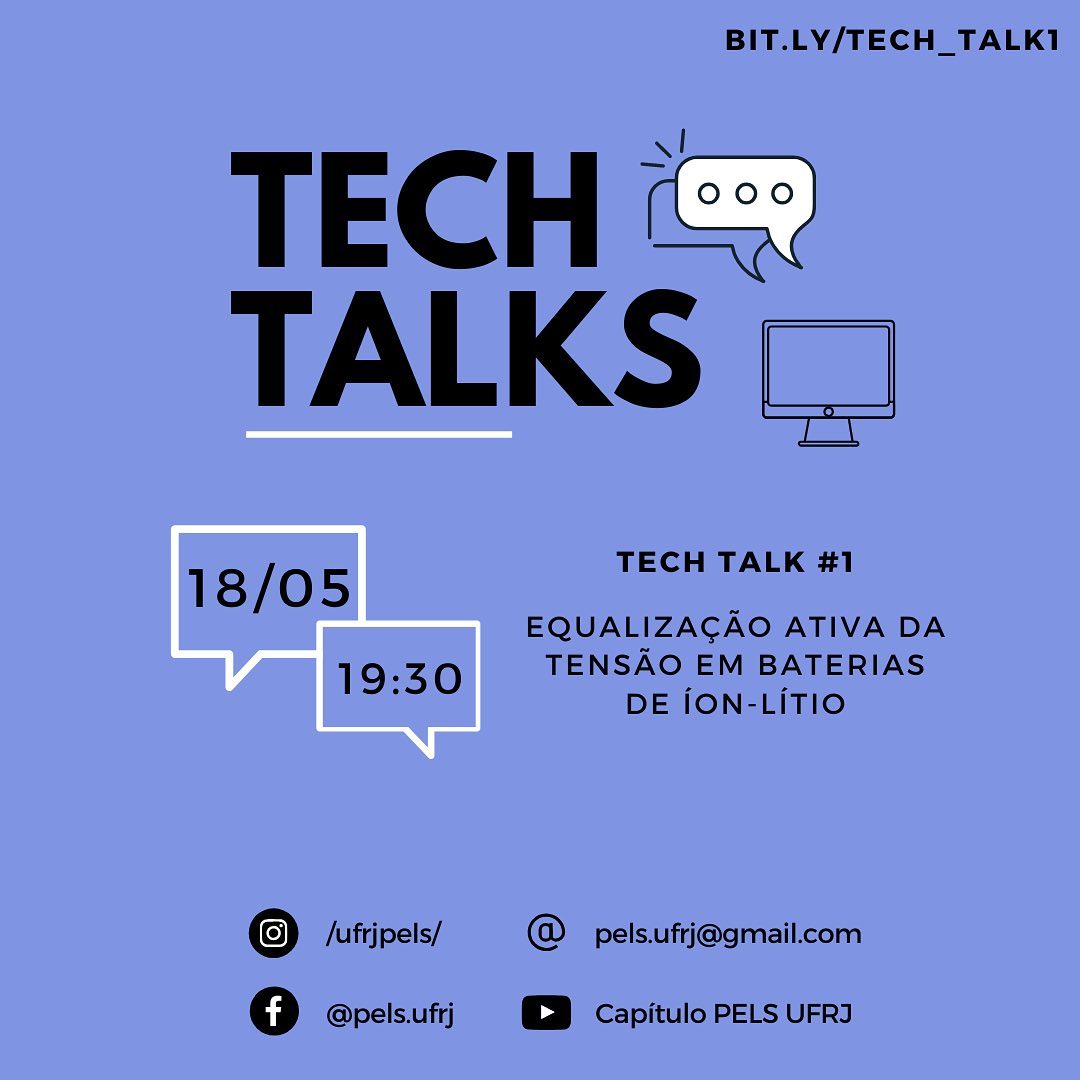 BIT.LY/TECH_TALK1
TECH
TALKS
18/05
19:30
TECH TALK #1
EQUALIZAÇÃO ATIVA DA
TENSÃO EM BATERIAS
DE ÍON-LÍTIO
/ufrjpels/
@ pels.ufrj@gmail.com
@pels.ufrj
Capítulo PELS UFRJ